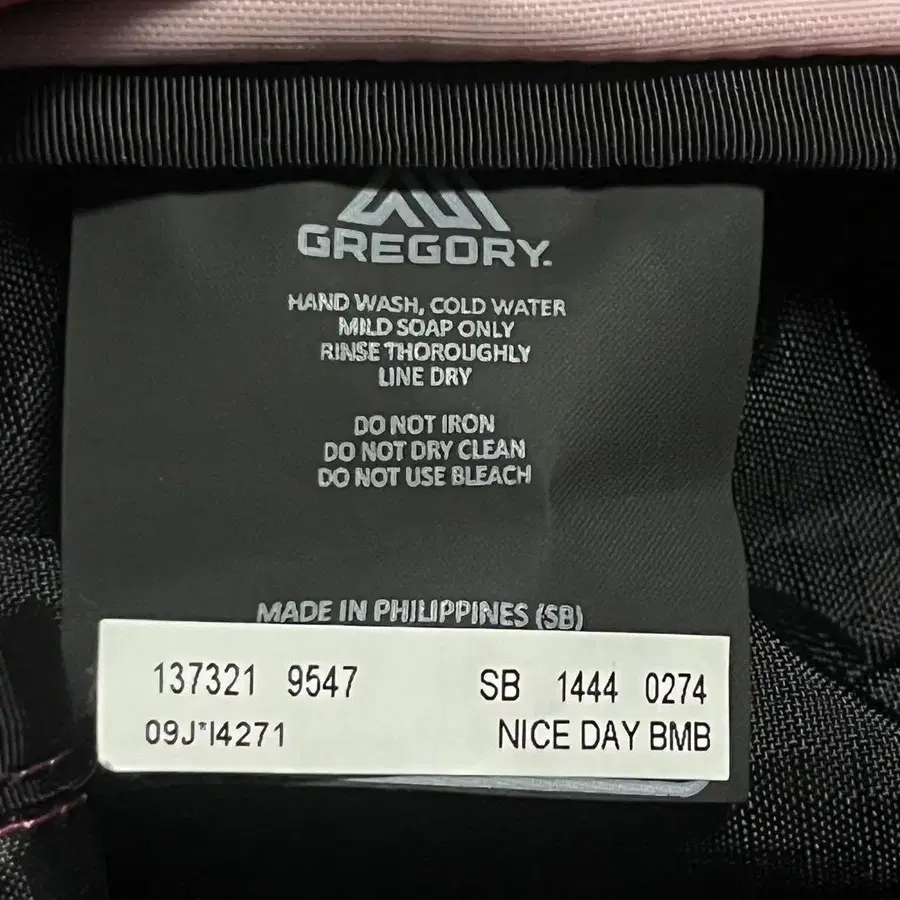 GREGORY.
HAND WASH, COLD WATER
MILD SOAP ONLY
RINSE THOROUGHLY
LINE DRY
DO NOT IRON
DO NOT DRY CLEAN
DO NOT USE BLEACH
MADE IN PHILIPPINES (SB)
137321 9547 SB 1444 0274
09J*I4271 NICE DAY BMB